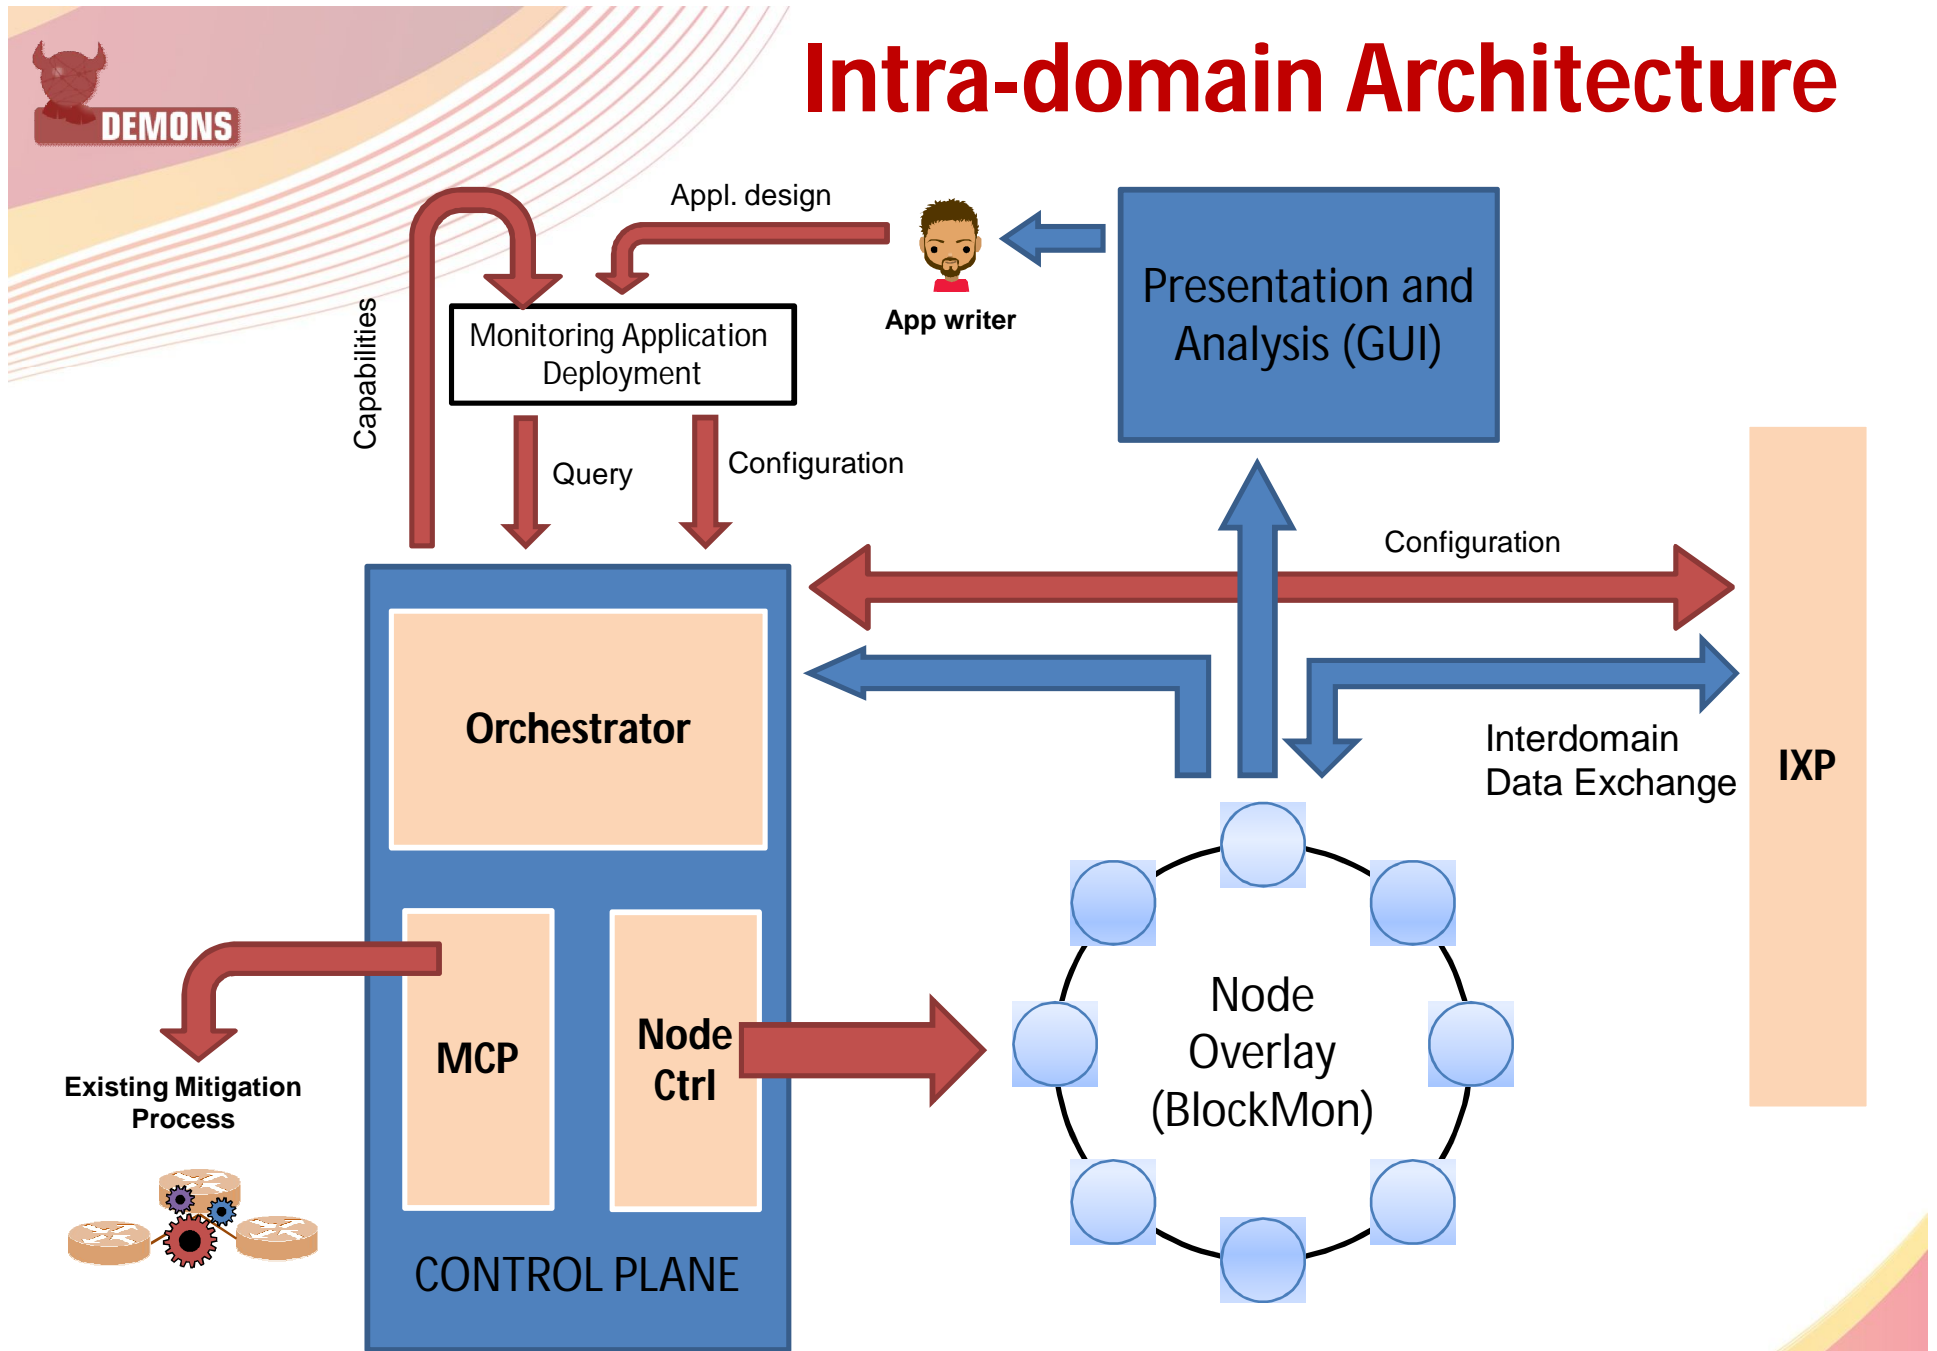 Intra-domain Architecture
DEMONS
Appl. design
App writer
Presentation and
Analysis (GUI)
Capabilities
Monitoring Application
Deployment
Query
Configuration
Configuration
Orchestrator
Interdomain
Data Exchange
IXP
MCP
Node
Ctrl
Node
Overlay
(BlockMon)
Existing Mitigation
Process
CONTROL PLANE